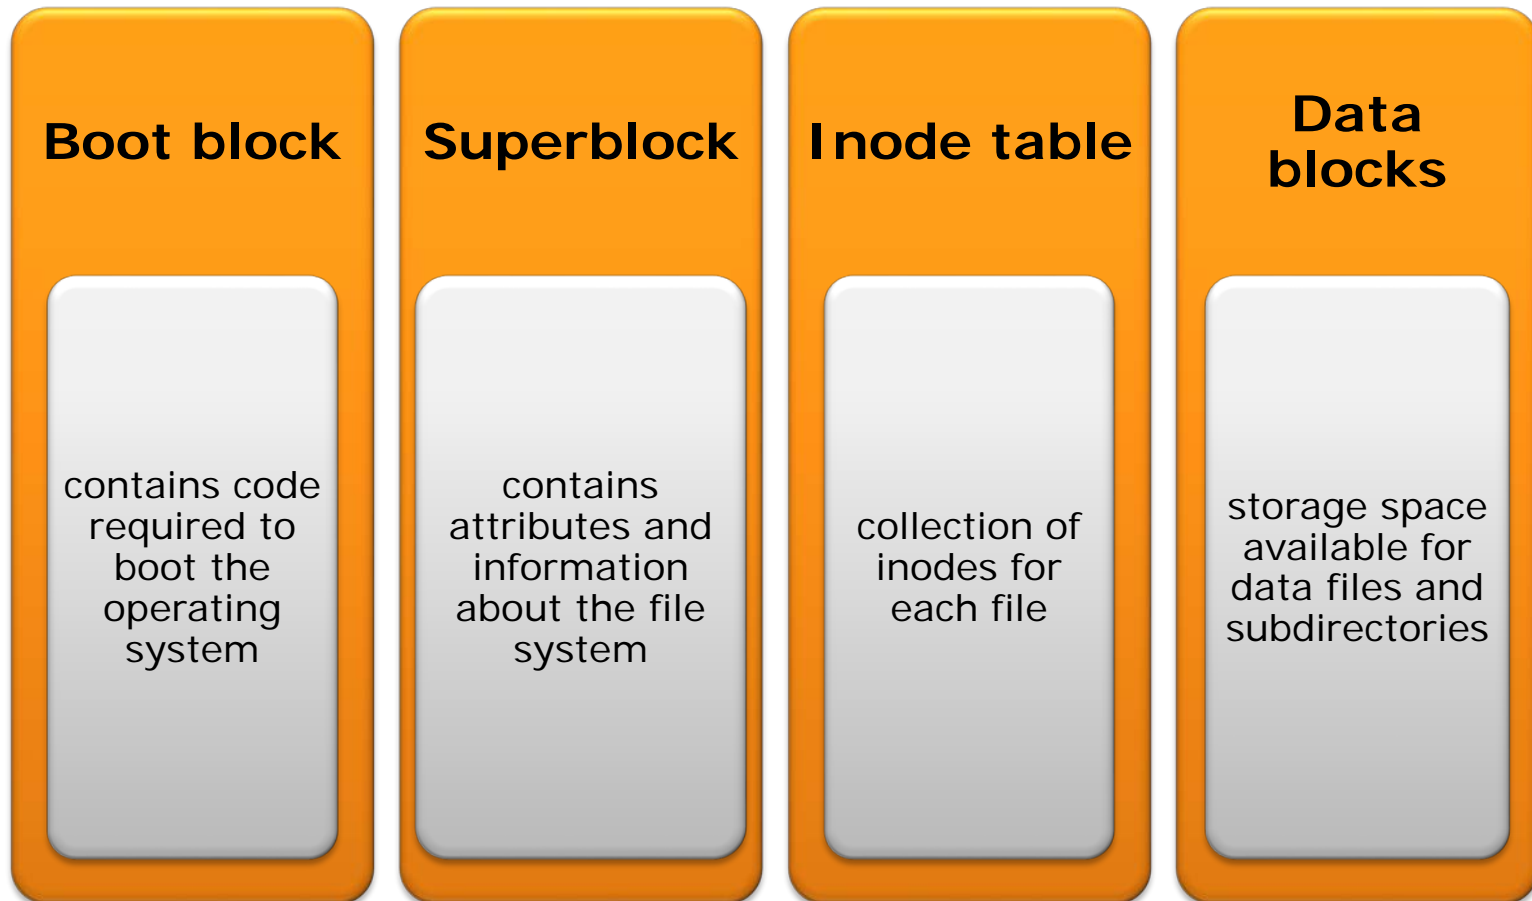 Boot block
contains code
required to
boot the
operating
system
Superblock
contains
attributes and
information
about the file
system
Inode table
collection of
inodes for
each file
Data
blocks
storage space
available for
data files and
subdirectories